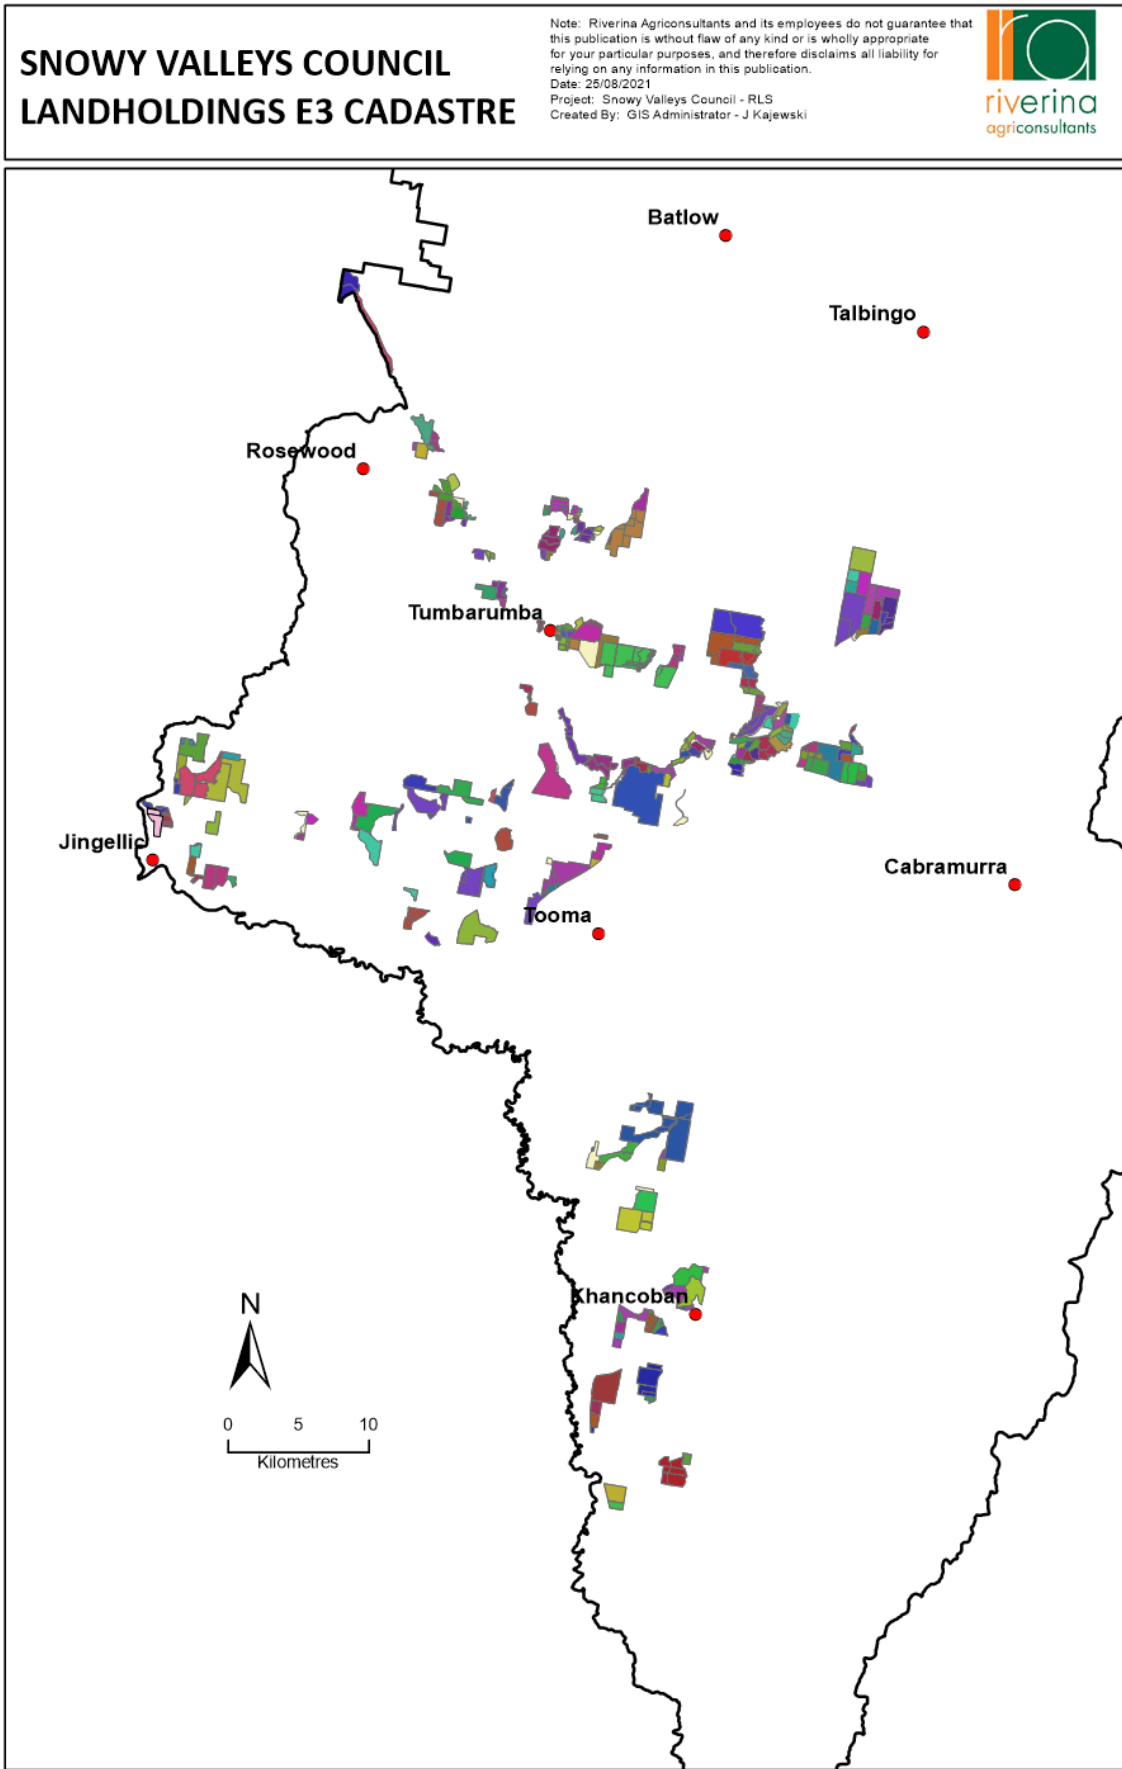 SNOWY VALLEYS COUNCIL
LANDHOLDINGS E3 CADASTRE
Note: Riverina Agriconsultants and its employees do not guarantee that
this publication is wthout flaw of any kind or is wholly appropriate
for your particular purposes, and therefore disclaims all liability for
relying on any information in this publication.
Date: 25/08/2021
Project: Snowy Valleys Council - RLS
Created By: GIS Administrator - J Kajewski
ra
riverina
agriconsultants
Batlow
Talbingo
Rosewood
Tumbarumba
Jingellic
Cabramurra
Tooma
Khancoban
N
0 5 10
Kilometres